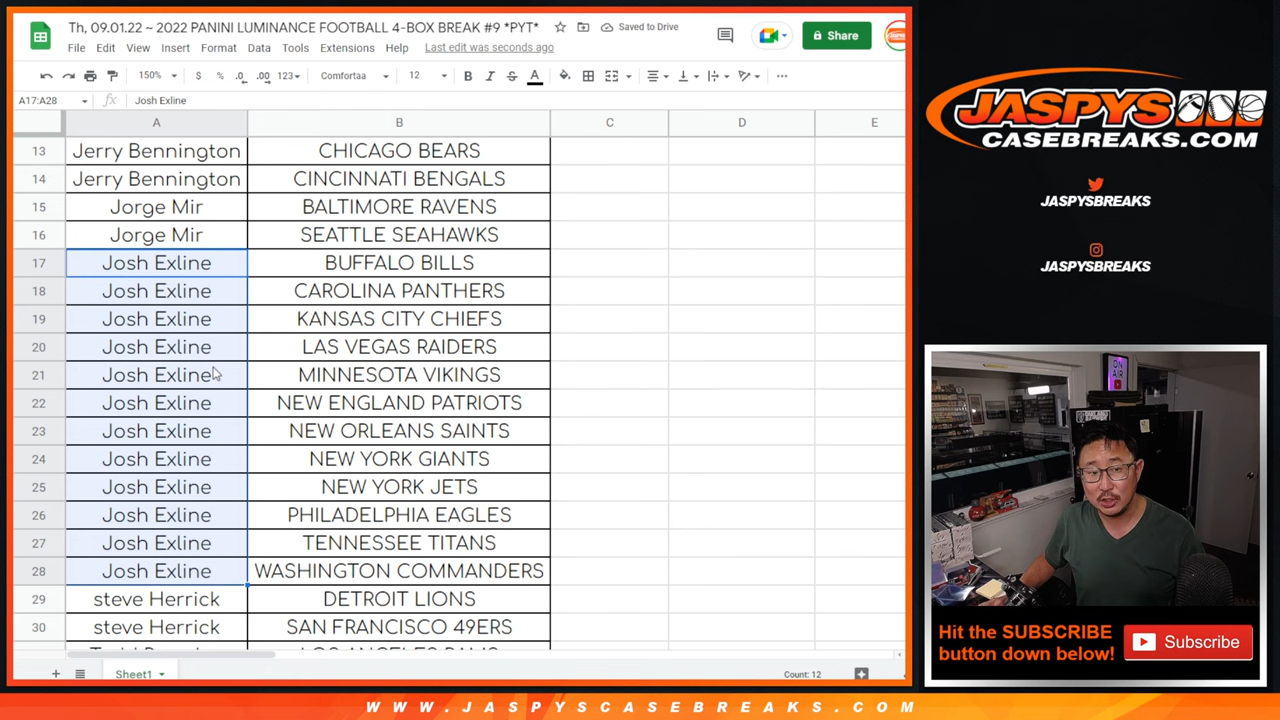 Th, 09.01.22 ~ 2022 PANINI LUMINANCE FOOTBALL 4-BOX BREAK #9 *PYT*
Saved to Drive
File Edit View Insert Format Data Tools Extensions Help Last edit was seconds ago
Share
150% $ % .0 .00 123 Comfortaa 12 B I S A
A17:A28 fx Josh Exline
A B C D E
13 Jerry Bennington CHICAGO BEARS
14 Jerry Bennington CINCINNATI BENGALS
15 Jorge Mir BALTIMORE RAVENS
16 Jorge Mir SEATTLE SEAHAWKS
17 Josh Exline BUFFALO BILLS
18 Josh Exline CAROLINA PANTHERS
19 Josh Exline KANSAS CITY CHIEFS
20 Josh Exline LAS VEGAS RAIDERS
21 Josh Exline MINNESOTA VIKINGS
22 Josh Exline NEW ENGLAND PATRIOTS
23 Josh Exline NEW ORLEANS SAINTS
24 Josh Exline NEW YORK GIANTS
25 Josh Exline NEW YORK JETS
26 Josh Exline PHILADELPHIA EAGLES
27 Josh Exline TENNESSEE TITANS
28 Josh Exline WASHINGTON COMMANDERS
29 steve Herrick DETROIT LIONS
30 steve Herrick SAN FRANCISCO 49ERS
Sheet1
Count: 12
JASPYS
CASEBREAKS.COM
JASPYSBREAKS
JASPYSBREAKS
ON AIR
Hit the SUBSCRIBE
button down below!
Subscribe
WWW.JASPYSCASEBREAKS.COM